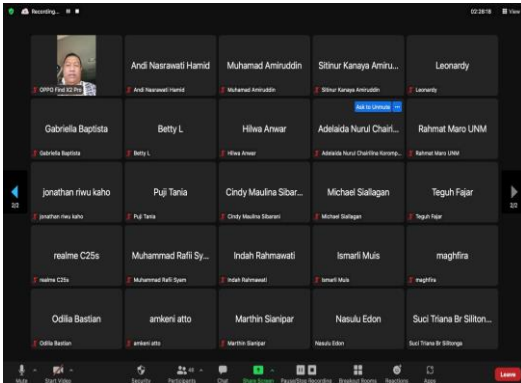 Recording...
02:28:18
View
OPPO Find X2 Pro
Andi Nasrawati Hamid
Andi Nasrawati Hamid
Muhamad Amiruddin
Muhamad Amiruddin
Sitinur Kanaya Amiru...
Sitinur Kanaya Amiruddin
Leonardy
Leonardy
Gabriella Baptista
Gabriella Baptista
Betty L
Betty L
Hilwa Anwar
Hilwa Anwar
Ask to Unmute
Adelaida Nurul Chairi...
Adelaida Nurul Chairiline Koromp...
Rahmat Maro UNM
Rahmat Maro UNM
2/2
2/2
jonathan riwu kaho
jonathan riwu kaho
Puji Tania
Puji Tania
Cindy Maulina Sibar...
Cindy Maulina Sibarani
Michael Siallagan
Michael Siallagan
Teguh Fajar
Teguh Fajar
realme C25s
realme C25s
Muhammad Rafii Sy...
Muhammad Rafii Syam
Indah Rahmawati
Indah Rahmawati
Ismarli Muis
Ismarli Muis
maghfira
maghfira
Odilia Bastian
Odilia Bastian
amkeni atto
amkeni atto
Marthin Sianipar
Marthin Sianipar
Nasulu Edon
Nasulu Edon
Suci Triana Br Siliton...
Suci Triana Br Silitonga
Mute
Start Video
Security
Participants
Chat
Share Screen
Pause/Stop Recording
Breakout Rooms
Reactions
Apps
Leave